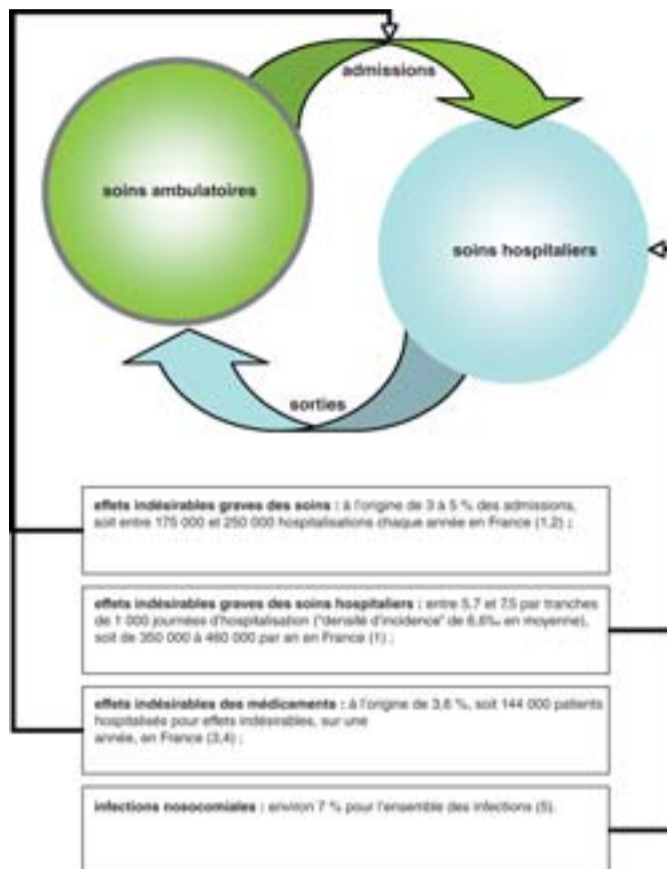 admissions
soins ambulatoires
soins hospitaliers
sorties
effets indésirables graves des soins : à l'origine de 3 à 5 % des admissions,
soit entre 175 000 et 250 000 hospitalisations chaque année en France (1,2) ;
effets indésirables graves des soins hospitaliers : entre 5,7 et 7,5 par tranches
de 1 000 journées d'hospitalisation ("densité d'incidence" de 6,6‰ en moyenne),
soit de 350 000 à 460 000 par an en France (1) ;
effets indésirables des médicaments : à l'origine de 3,6 %, soit 144 000 patients
hospitalisés pour effets indésirables, sur une
année, en France (3,4) ;
infections nosocomiales : environ 7 % pour l'ensemble des infections (5).